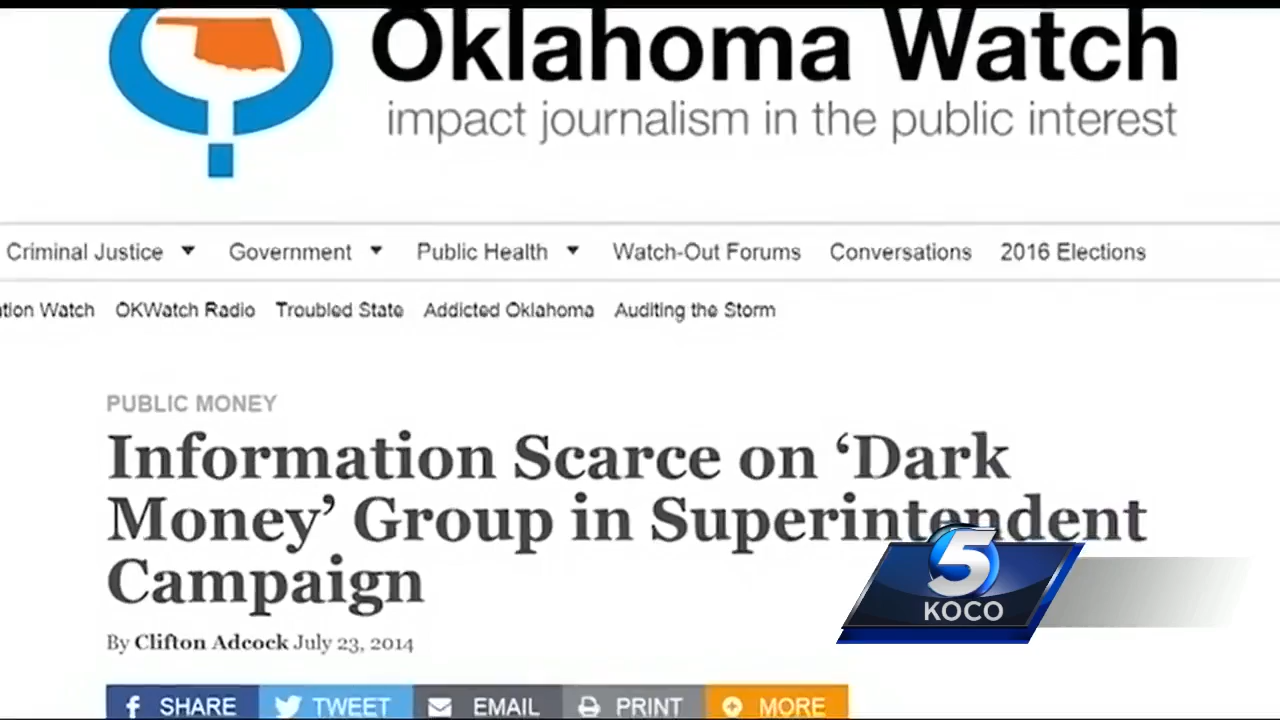 Oklahoma Watch
impact journalism in the public interest
Criminal Justice Government Public Health Watch-Out Forums Conversations 2016 Elections
Watch OKWatch Radio Troubled State Addicted Oklahoma Auditing the Storm
PUBLIC MONEY
Information Scarce on ‘Dark
Money’ Group in Superintendent
Campaign
5
KOCO
By Clifton Adcock July 23, 2014
SHARE TWEET EMAIL PRINT MORE